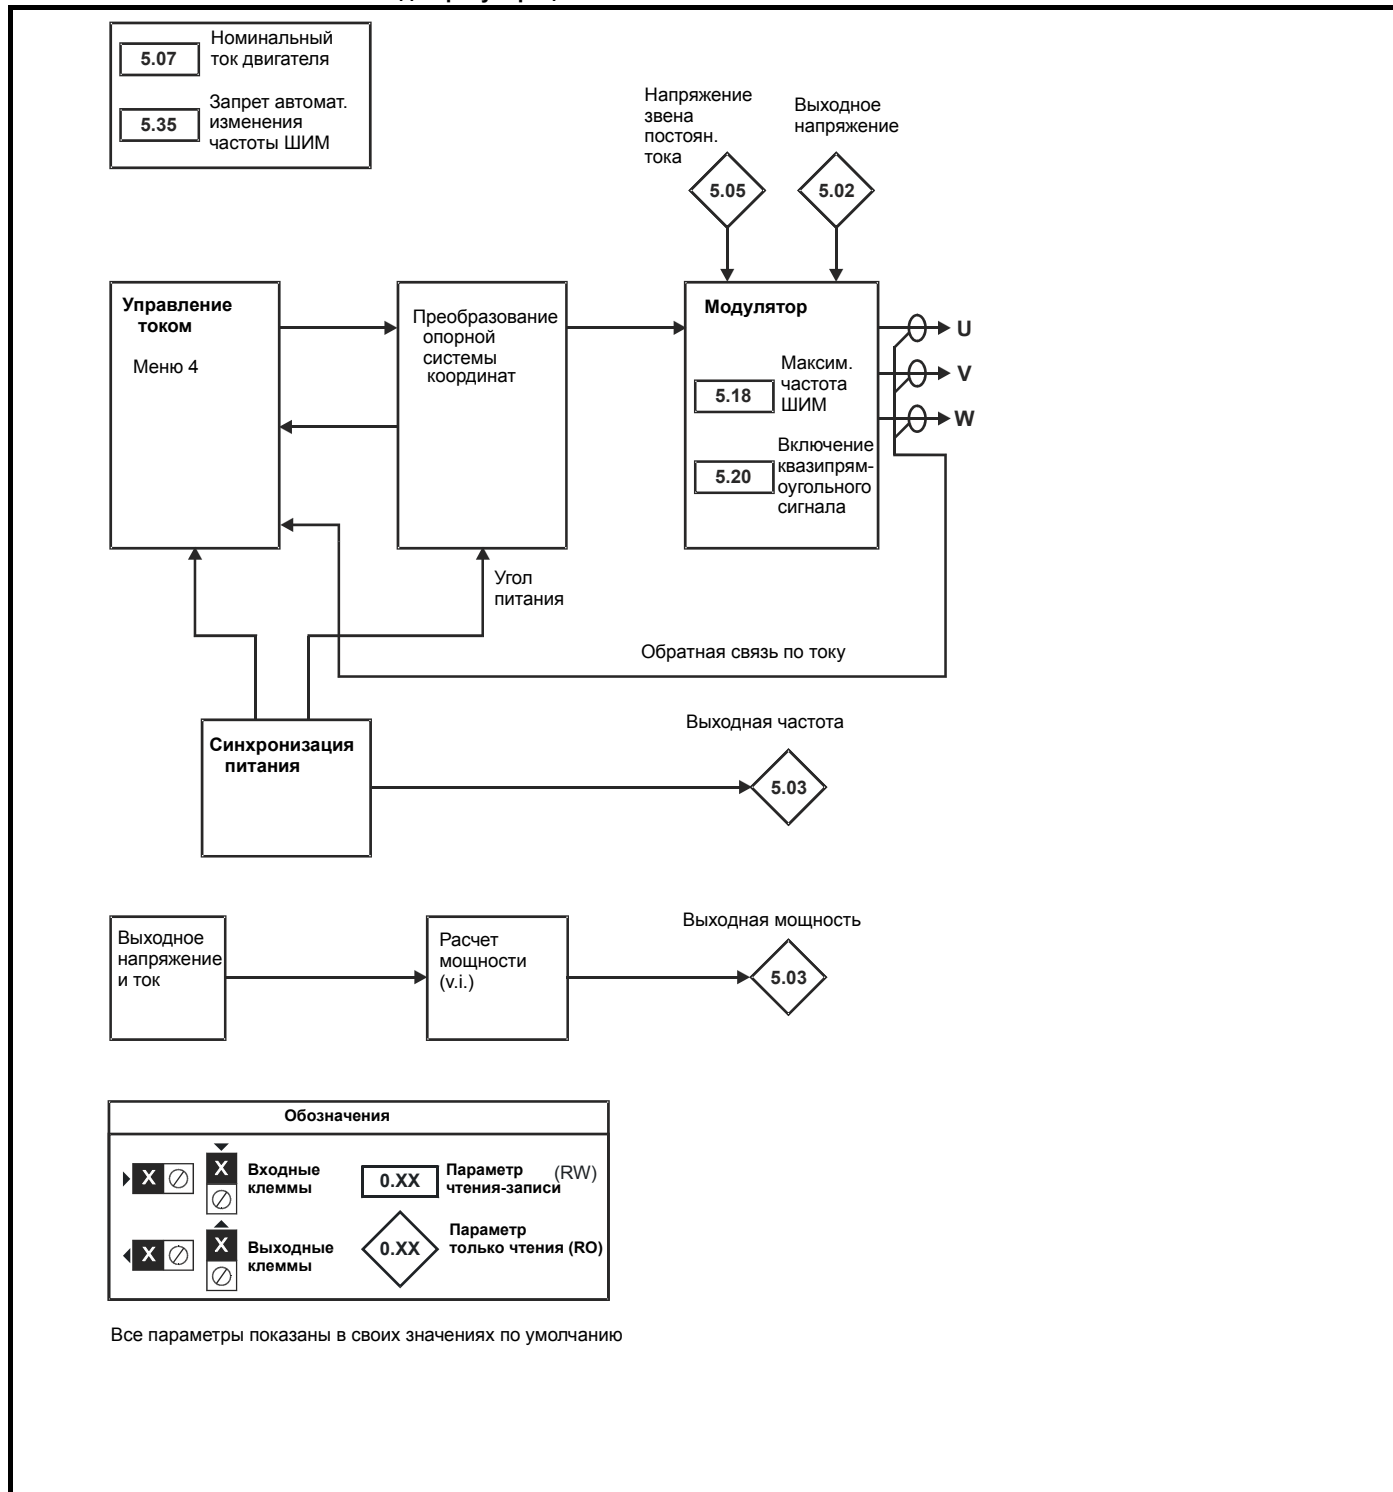 5.07
Номинальный
ток двигателя
5.35
Запрет автомат.
изменения
частоты ШИМ
Напряжение
звена
постоян.
тока
Выходное
напряжение
5.05
5.02
Управление
током
Меню 4
Преобразование
опорной
системы
координат
Модулятор
5.18
Максим.
частота
ШИМ
5.20
Включение
квазипрям-
оугольного
сигнала
U
V
W
Угол
питания
Обратная связь по току
Синхронизация
питания
Выходная частота
5.03
Выходное
напряжение
и ток
Расчет
мощности
(v.i.)
Выходная мощность
5.03
Обозначения
X
X
Входные
клеммы
0.XX
Параметр (RW)
чтения-записи
X
X
Выходные
клеммы
0.XX
Параметр
только чтения (RO)
Все параметры показаны в своих значениях по умолчанию